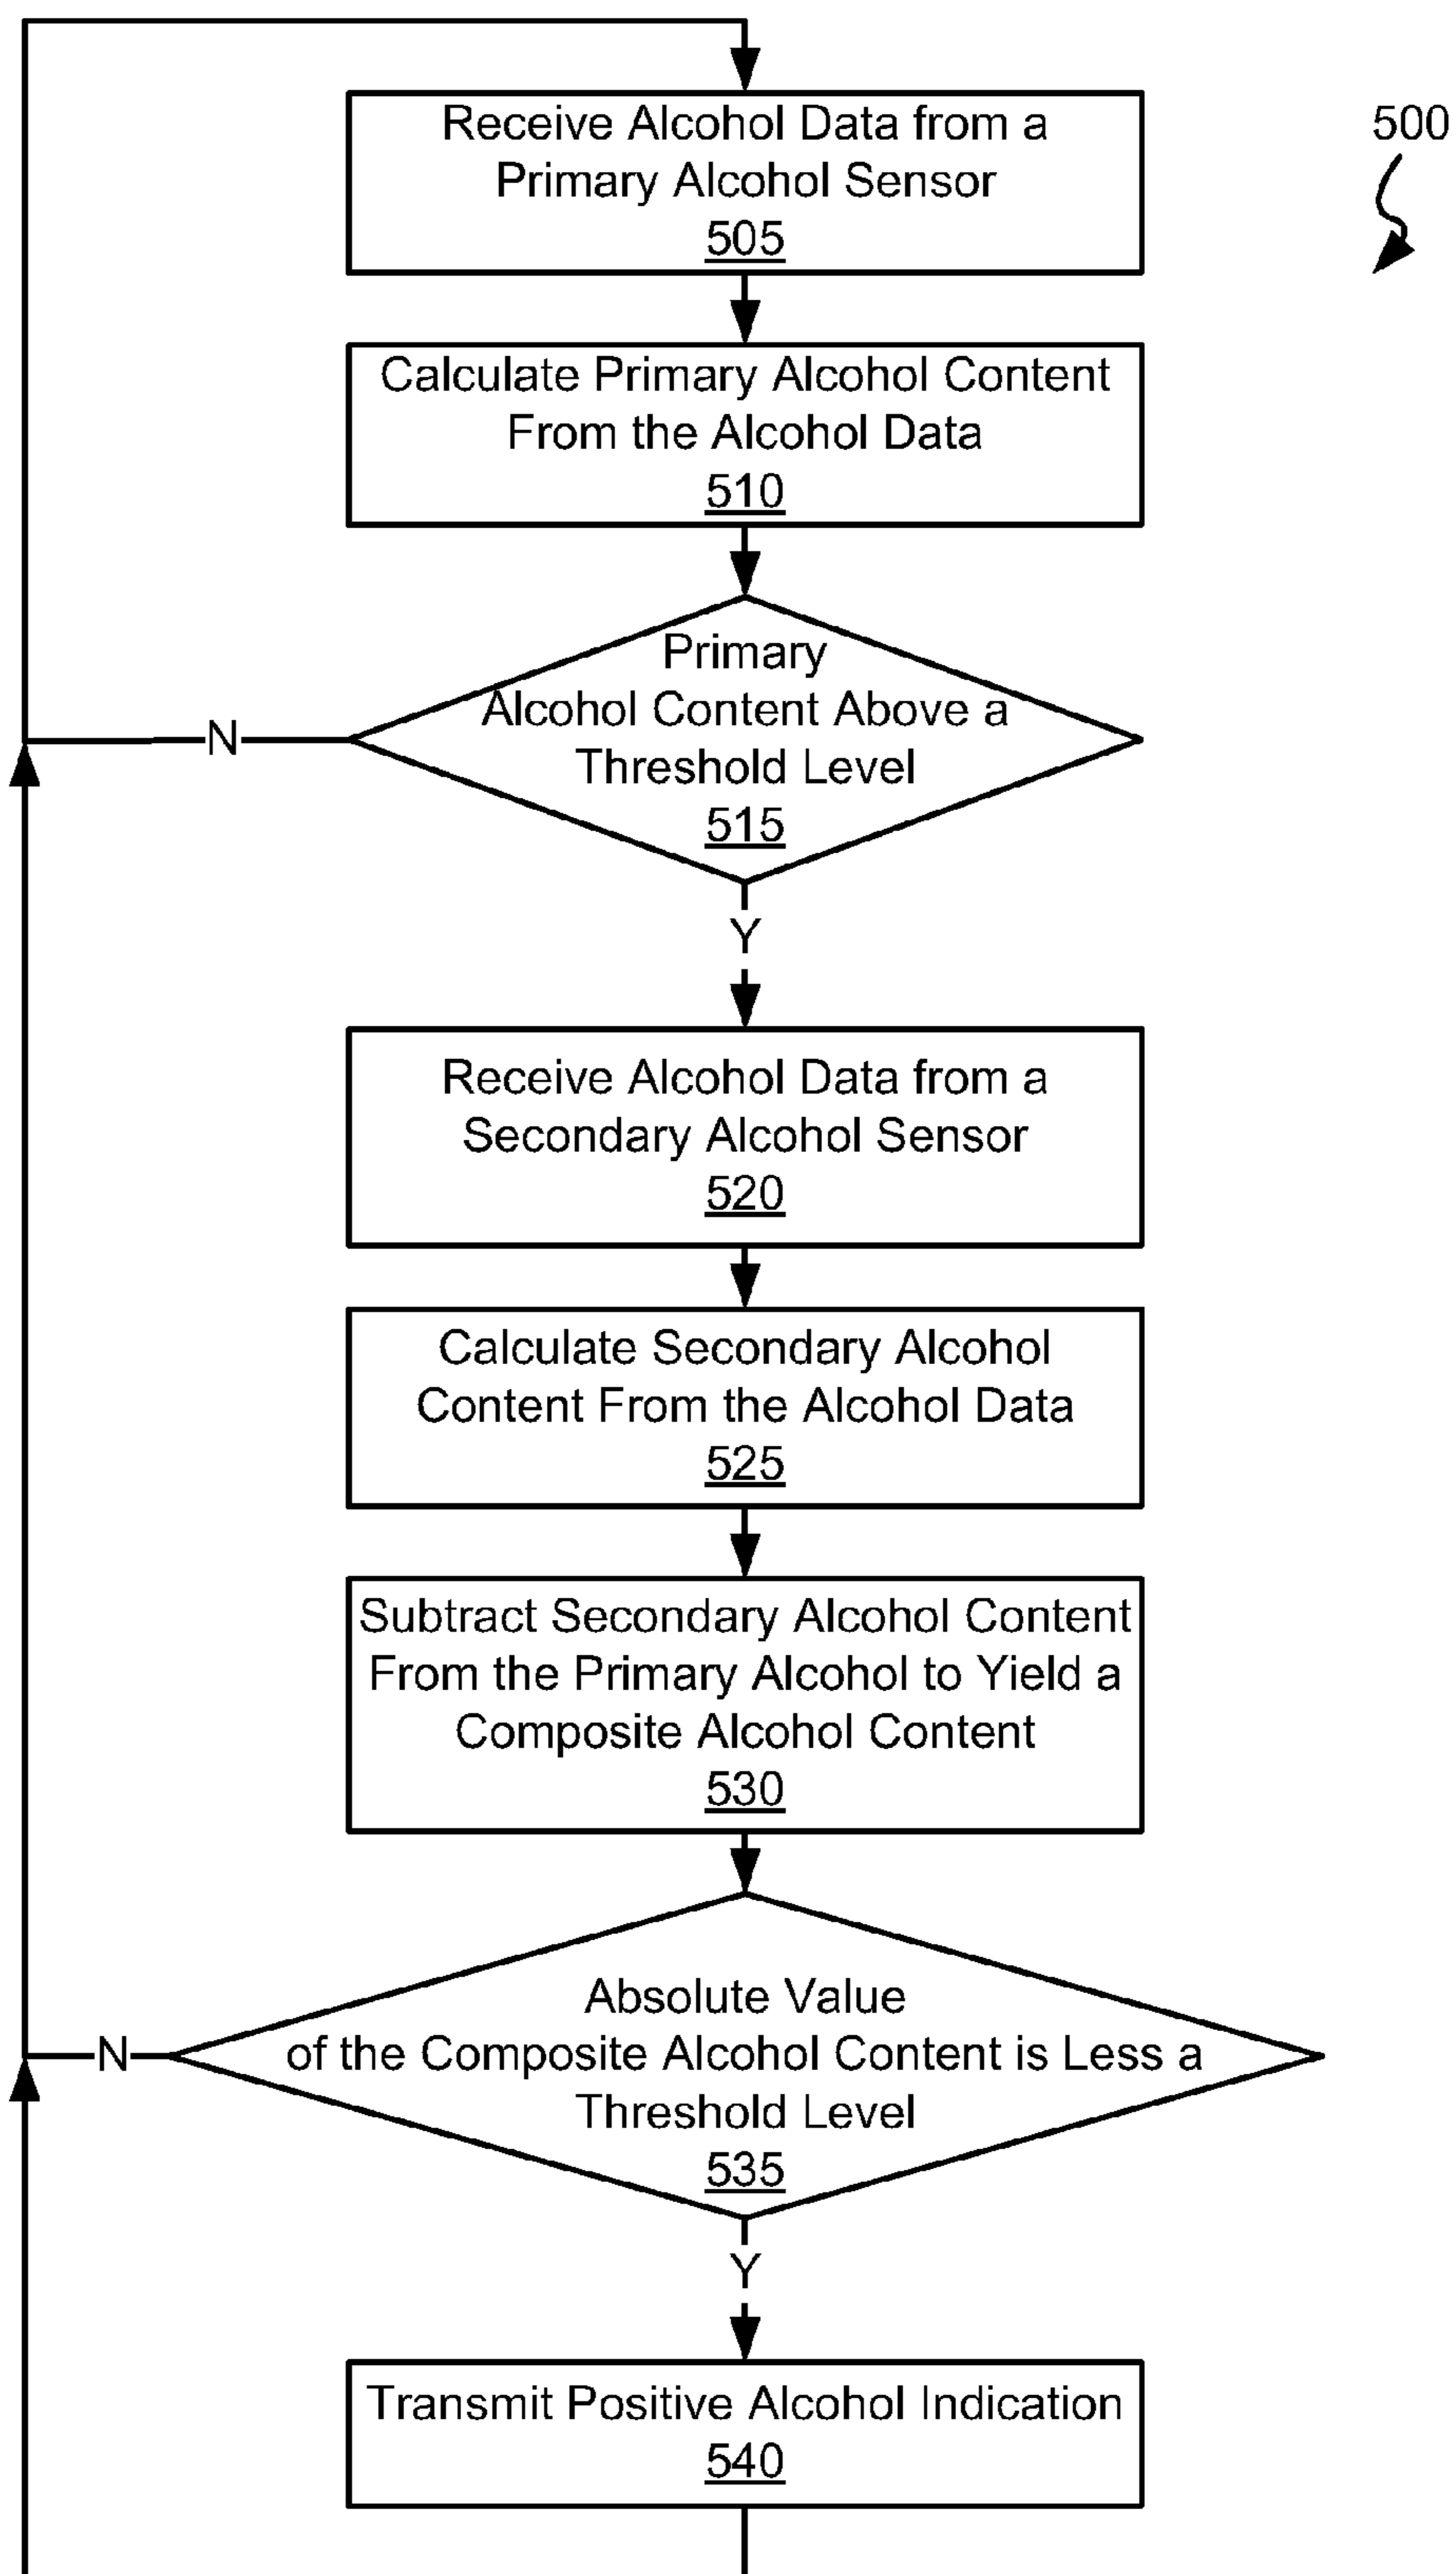 500
Receive Alcohol Data from a
Primary Alcohol Sensor
505
Calculate Primary Alcohol Content
From the Alcohol Data
510
Primary
Alcohol Content Above a
Threshold Level
515
N
Y
Receive Alcohol Data from a
Secondary Alcohol Sensor
520
Calculate Secondary Alcohol
Content From the Alcohol Data
525
Subtract Secondary Alcohol Content
From the Primary Alcohol to Yield a
Composite Alcohol Content
530
Absolute Value
of the Composite Alcohol Content is Less a
Threshold Level
535
N
Y
Transmit Positive Alcohol Indication
540